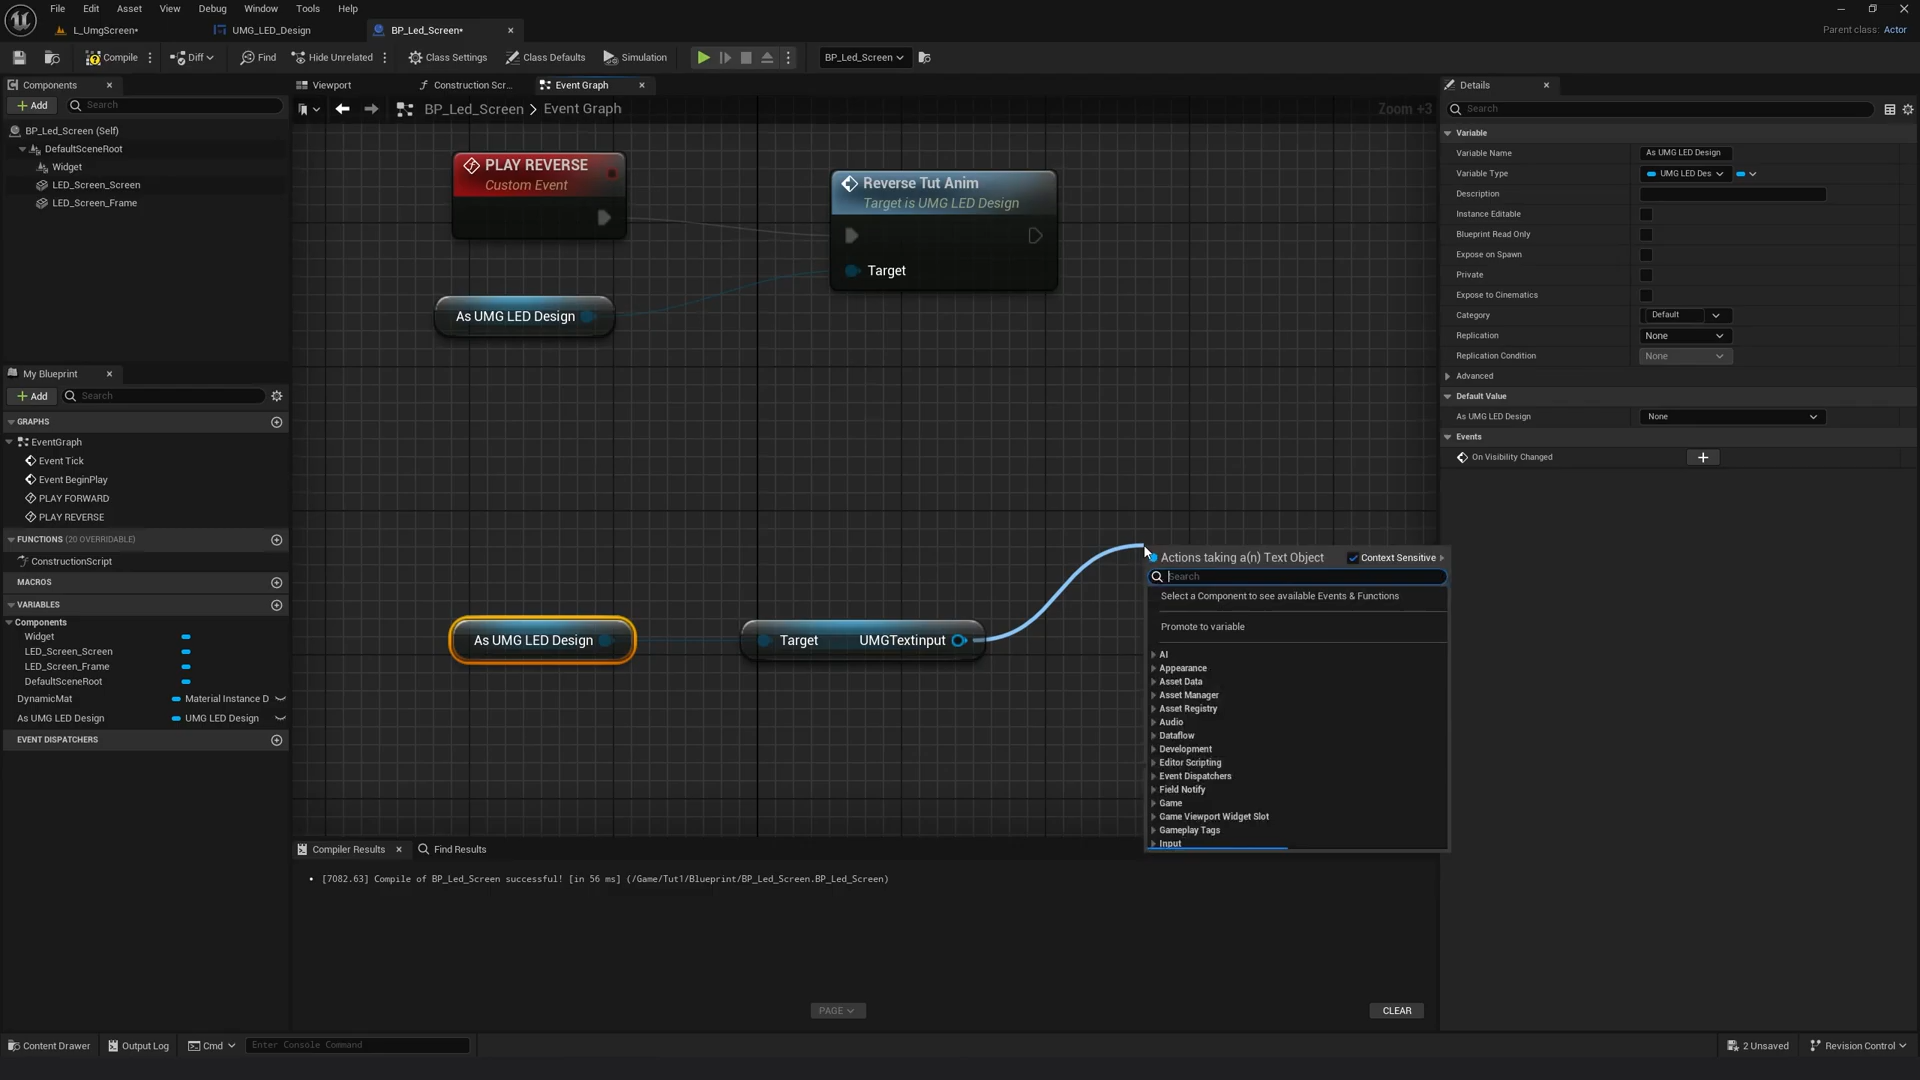 File Edit Asset View Debug Window Tools Help
L_UmgScreen• UMG_LED_Design BP_Led_Screen•
Parent class: Actor
Compile Diff Find Hide Unrelated Class Settings Class Defaults Simulation BP_Led_Screen
Components
Add Search
BP_Led_Screen (Self)
DefaultSceneRoot
Widget
LED_Screen_Screen
LED_Screen_Frame
My Blueprint
Add Search
GRAPHS
EventGraph
Event Tick
Event BeginPlay
PLAY FORWARD
PLAY REVERSE
FUNCTIONS (20 OVERRIDABLE)
ConstructionScript
MACROS
VARIABLES
Components
Widget
LED_Screen_Screen
LED_Screen_Frame
DefaultSceneRoot
DynamicMat Material Instance D
As UMG LED Design UMG LED Design
EVENT DISPATCHERS
Viewport Construction Scr... Event Graph
BP_Led_Screen > Event Graph
Zoom +3
PLAY REVERSE
Custom Event
Reverse Tut Anim
Target is UMG LED Design
Target
As UMG LED Design
As UMG LED Design
Target UMGTextinput
Actions taking a(n) Text Object Context Sensitive
Search
Select a Component to see available Events & Functions
Promote to variable
AI
Appearance
Asset Data
Asset Manager
Asset Registry
Audio
Dataflow
Development
Editor Scripting
Event Dispatchers
Field Notify
Game
Game Viewport Widget Slot
Gameplay Tags
Input
Compiler Results Find Results
[7082.63] Compile of BP_Led_Screen successful! [in 56 ms] (/Game/Tut1/Blueprint/BP_Led_Screen.BP_Led_Screen)
PAGE
CLEAR
Details
Search
Variable
Variable Name As UMG LED Design
Variable Type UMG LED Des
Description
Instance Editable
Blueprint Read Only
Expose on Spawn
Private
Expose to Cinematics
Category Default
Replication None
Replication Condition None
Advanced
Default Value
As UMG LED Design None
Events
On Visibility Changed
Content Drawer Output Log Cmd Enter Console Command
2 Unsaved Revision Control